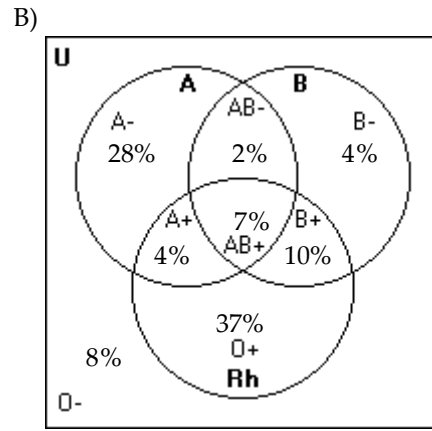 B)
U
A B
A- AB- B-
28% 2% 4%
A+ 7% B+
4% AB+ 10%
37%
8% O+
Rh
O-